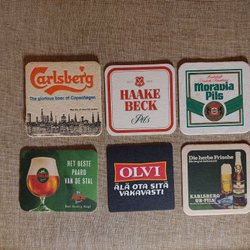 Carlsberg
The glorious beer of Copenhagen
HAAKE
BECK
Pils
Moravia
Pils
HET BESTE
PAARD
VAN DE STAL
OLVI
ÄLÄ OTA SITÄ
VAKAVASTI
Die herbe Frische
KARLSBERG
UR-PILS